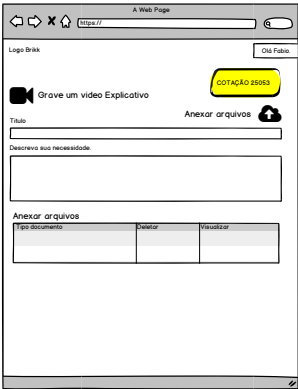 A Web Page
https://
Logo Brikk
Olá Fabio.
COTAÇÃO 25053
Grave um video Explicativo
Anexar arquivos
Titulo
Descreva sua necessidade.
Anexar arquivos
Tipo documento Deletar Visualizar